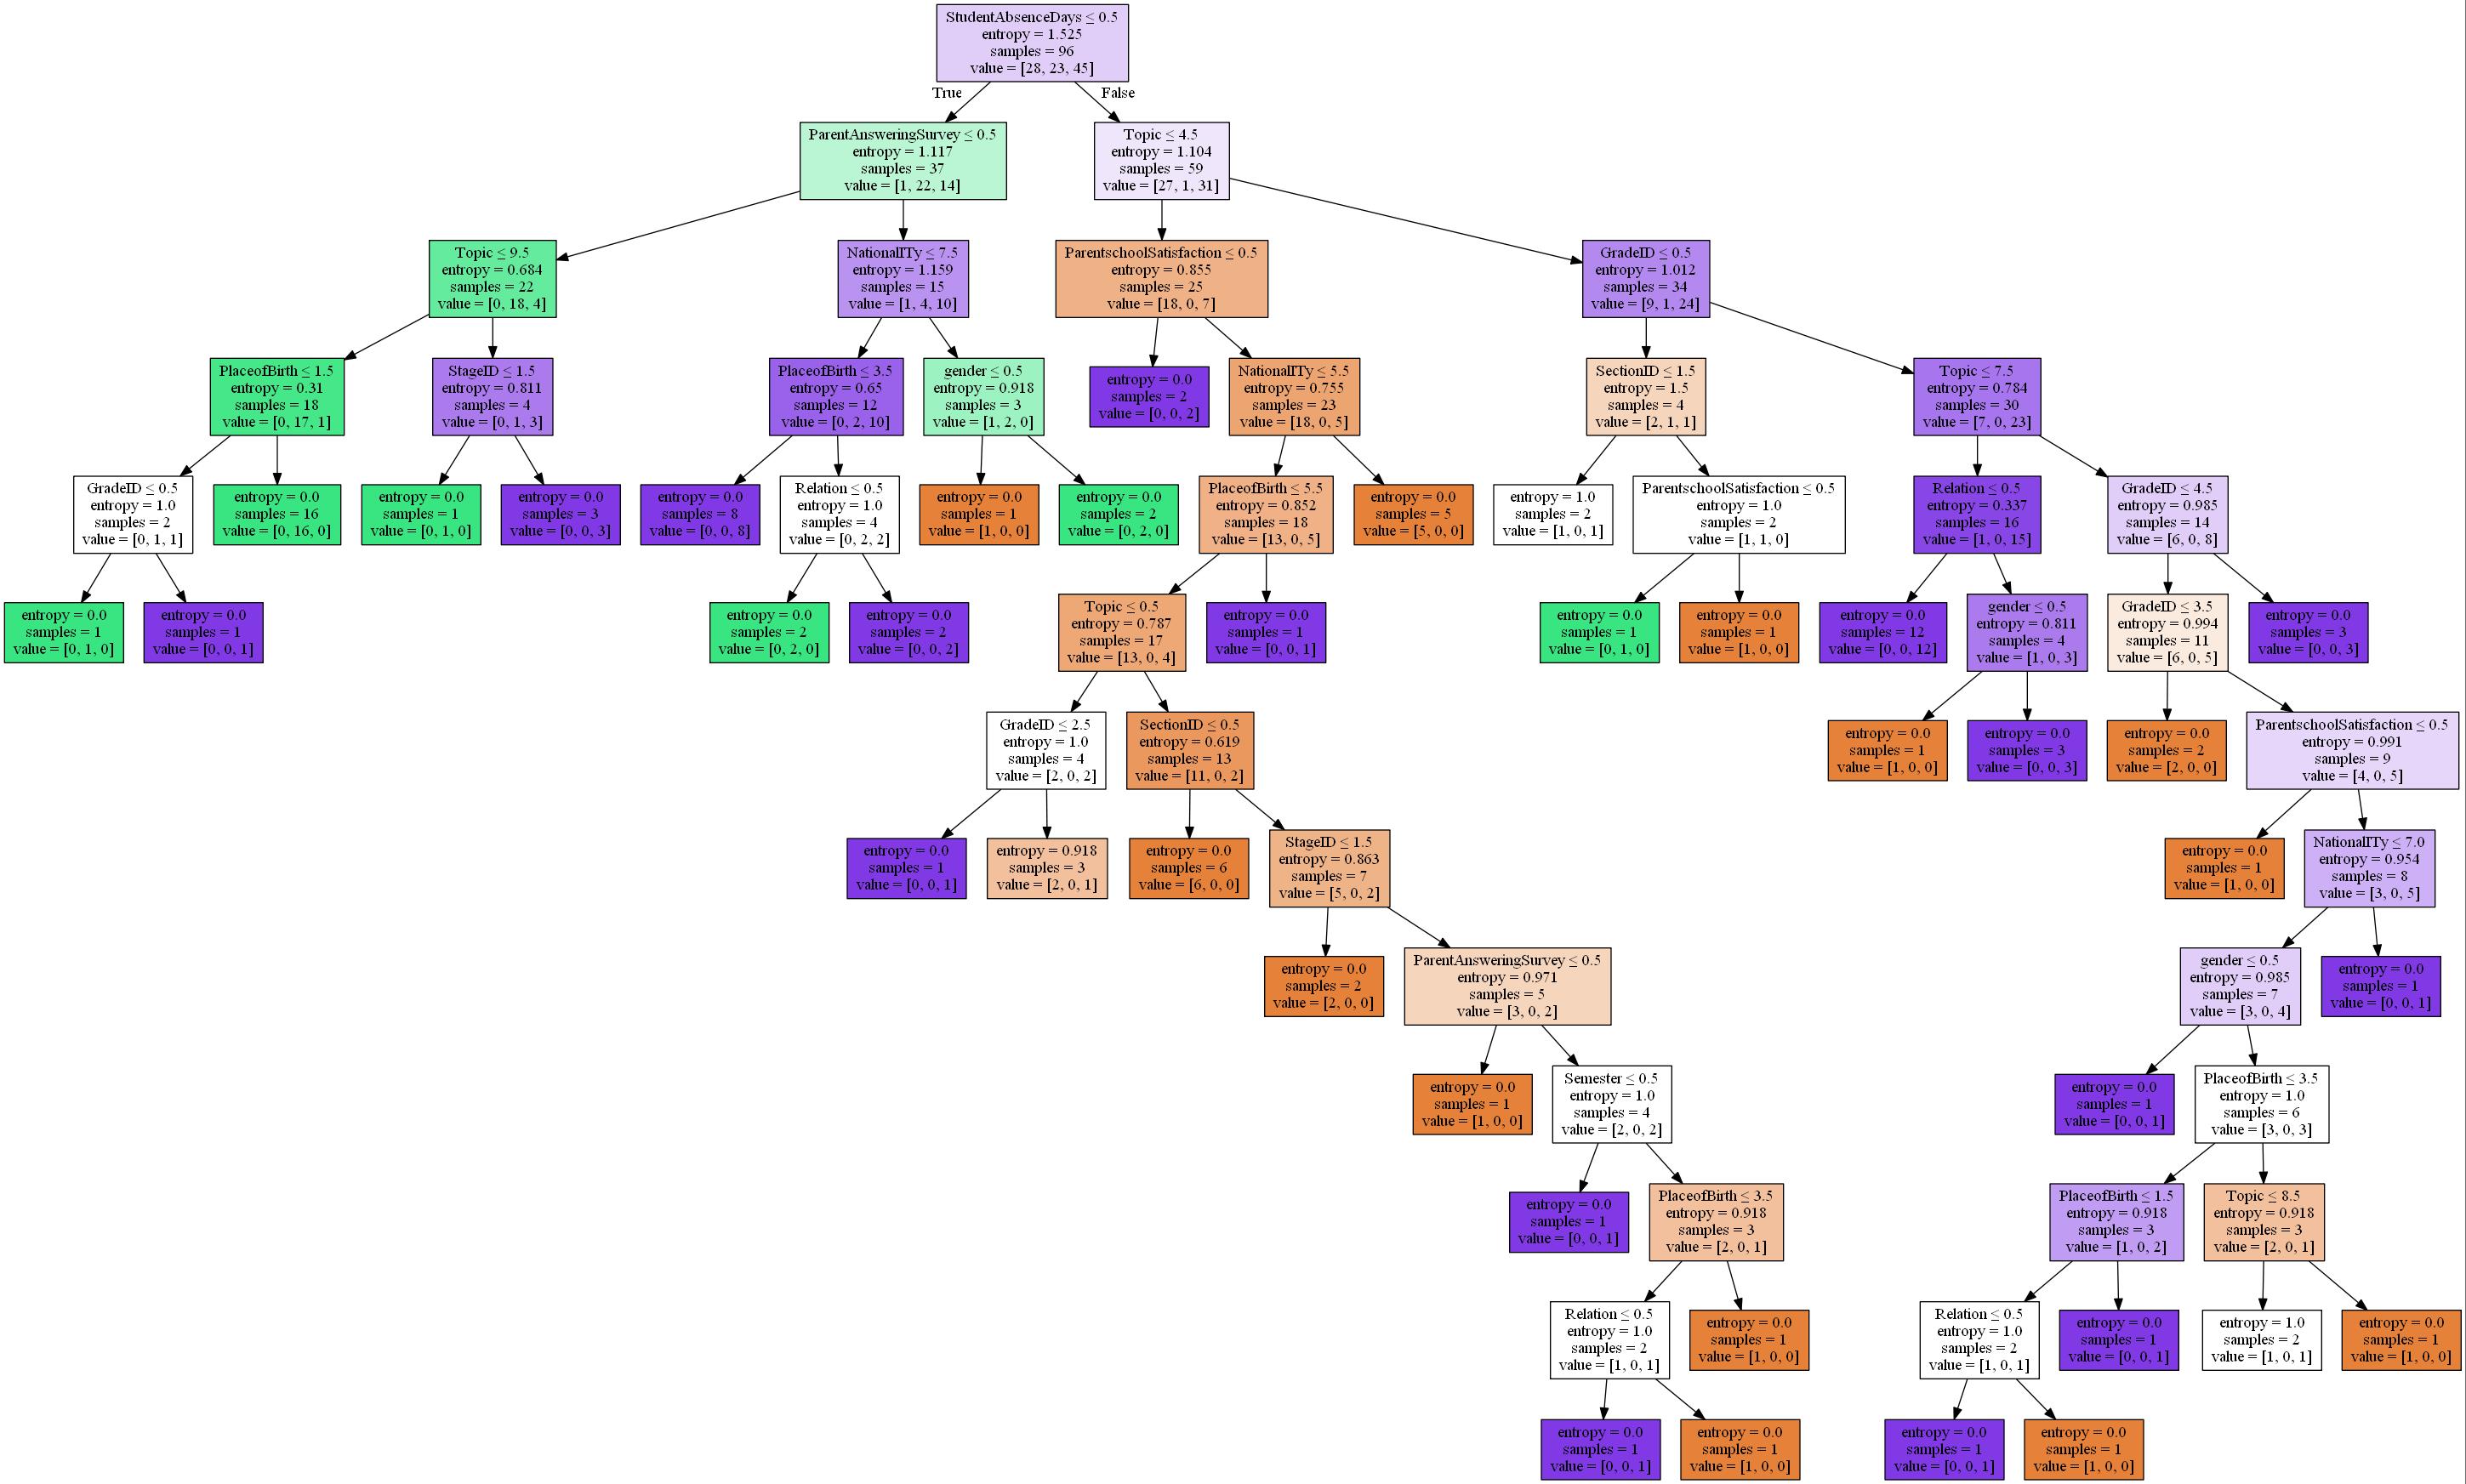 StudentAbsenceDays ≤ 0.5
entropy = 1.525
samples = 96
value = [28, 23, 45]
True
False
ParentAnsweringSurvey ≤ 0.5
entropy = 1.117
samples = 37
value = [1, 22, 14]
Topic ≤ 4.5
entropy = 1.104
samples = 59
value = [27, 1, 31]
Topic ≤ 9.5
entropy = 0.684
samples = 22
value = [0, 18, 4]
NationalITy ≤ 7.5
entropy = 1.159
samples = 15
value = [1, 4, 10]
ParentschoolSatisfaction ≤ 0.5
entropy = 0.855
samples = 25
value = [18, 0, 7]
GradeID ≤ 0.5
entropy = 1.012
samples = 34
value = [9, 1, 24]
PlaceofBirth ≤ 1.5
entropy = 0.31
samples = 18
value = [0, 17, 1]
StageID ≤ 1.5
entropy = 0.811
samples = 4
value = [0, 1, 3]
PlaceofBirth ≤ 3.5
entropy = 0.65
samples = 12
value = [0, 2, 10]
gender ≤ 0.5
entropy = 0.918
samples = 3
value = [1, 2, 0]
entropy = 0.0
samples = 2
value = [0, 0, 2]
NationalITy ≤ 5.5
entropy = 0.755
samples = 23
value = [18, 0, 5]
SectionID ≤ 1.5
entropy = 1.5
samples = 4
value = [2, 1, 1]
Topic ≤ 7.5
entropy = 0.784
samples = 30
value = [7, 0, 23]
GradeID ≤ 0.5
entropy = 1.0
samples = 2
value = [0, 1, 1]
entropy = 0.0
samples = 16
value = [0, 16, 0]
entropy = 0.0
samples = 1
value = [0, 1, 0]
entropy = 0.0
samples = 3
value = [0, 0, 3]
entropy = 0.0
samples = 8
value = [0, 0, 8]
Relation ≤ 0.5
entropy = 1.0
samples = 4
value = [0, 2, 2]
entropy = 0.0
samples = 1
value = [1, 0, 0]
entropy = 0.0
samples = 2
value = [0, 2, 0]
PlaceofBirth ≤ 5.5
entropy = 0.852
samples = 18
value = [13, 0, 5]
entropy = 0.0
samples = 5
value = [5, 0, 0]
entropy = 1.0
samples = 2
value = [1, 0, 1]
ParentschoolSatisfaction ≤ 0.5
entropy = 1.0
samples = 2
value = [1, 1, 0]
Relation ≤ 0.5
entropy = 0.337
samples = 16
value = [1, 0, 15]
GradeID ≤ 4.5
entropy = 0.985
samples = 14
value = [6, 0, 8]
entropy = 0.0
samples = 1
value = [0, 1, 0]
entropy = 0.0
samples = 1
value = [0, 0, 1]
entropy = 0.0
samples = 2
value = [0, 2, 0]
entropy = 0.0
samples = 2
value = [0, 0, 2]
Topic ≤ 0.5
entropy = 0.787
samples = 17
value = [13, 0, 4]
entropy = 0.0
samples = 1
value = [0, 0, 1]
entropy = 0.0
samples = 1
value = [0, 1, 0]
entropy = 0.0
samples = 1
value = [1, 0, 0]
entropy = 0.0
samples = 12
value = [0, 0, 12]
gender ≤ 0.5
entropy = 0.811
samples = 4
value = [1, 0, 3]
GradeID ≤ 3.5
entropy = 0.994
samples = 11
value = [6, 0, 5]
entropy = 0.0
samples = 3
value = [0, 0, 3]
GradeID ≤ 2.5
entropy = 1.0
samples = 4
value = [2, 0, 2]
SectionID ≤ 0.5
entropy = 0.619
samples = 13
value = [11, 0, 2]
entropy = 0.0
samples = 1
value = [1, 0, 0]
entropy = 0.0
samples = 3
value = [0, 0, 3]
entropy = 0.0
samples = 2
value = [2, 0, 0]
ParentschoolSatisfaction ≤ 0.5
entropy = 0.991
samples = 9
value = [4, 0, 5]
entropy = 0.0
samples = 1
value = [0, 0, 1]
entropy = 0.918
samples = 3
value = [2, 0, 1]
entropy = 0.0
samples = 6
value = [6, 0, 0]
StageID ≤ 1.5
entropy = 0.863
samples = 7
value = [5, 0, 2]
entropy = 0.0
samples = 1
value = [1, 0, 0]
NationalITy ≤ 7.0
entropy = 0.954
samples = 8
value = [3, 0, 5]
entropy = 0.0
samples = 2
value = [2, 0, 0]
ParentAnsweringSurvey ≤ 0.5
entropy = 0.971
samples = 5
value = [3, 0, 2]
gender ≤ 0.5
entropy = 0.985
samples = 7
value = [3, 0, 4]
entropy = 0.0
samples = 1
value = [0, 0, 1]
entropy = 0.0
samples = 1
value = [1, 0, 0]
Semester ≤ 0.5
entropy = 1.0
samples = 4
value = [2, 0, 2]
entropy = 0.0
samples = 1
value = [0, 0, 1]
PlaceofBirth ≤ 3.5
entropy = 1.0
samples = 6
value = [3, 0, 3]
entropy = 0.0
samples = 1
value = [0, 0, 1]
PlaceofBirth ≤ 3.5
entropy = 0.918
samples = 3
value = [2, 0, 1]
PlaceofBirth ≤ 1.5
entropy = 0.918
samples = 3
value = [1, 0, 2]
Topic ≤ 8.5
entropy = 0.918
samples = 3
value = [2, 0, 1]
Relation ≤ 0.5
entropy = 1.0
samples = 2
value = [1, 0, 1]
entropy = 0.0
samples = 1
value = [1, 0, 0]
Relation ≤ 0.5
entropy = 1.0
samples = 2
value = [1, 0, 1]
entropy = 0.0
samples = 1
value = [0, 0, 1]
entropy = 1.0
samples = 2
value = [1, 0, 1]
entropy = 0.0
samples = 1
value = [1, 0, 0]
entropy = 0.0
samples = 1
value = [0, 0, 1]
entropy = 0.0
samples = 1
value = [1, 0, 0]
entropy = 0.0
samples = 1
value = [0, 0, 1]
entropy = 0.0
samples = 1
value = [1, 0, 0]